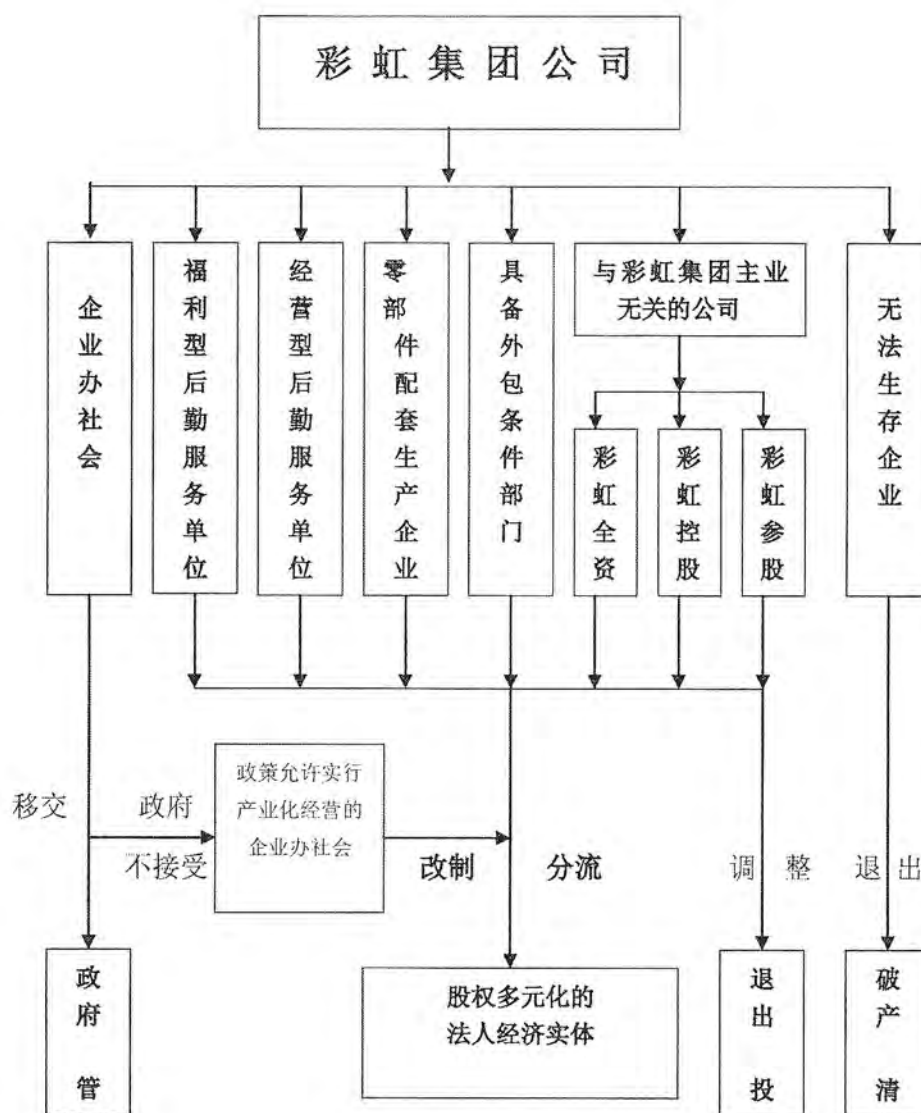 彩虹集团公司
企业办社会
福利型后勤服务单位
经营型后勤服务单位
零部件配套生产企业
具备外包条件部门
与彩虹集团主业
无关的公司
彩虹全资
彩虹控股
彩虹参股
无法生存企业
移交
政府
不接受
政策允许实行
产业化经营的
企业办社会
改制
分流
调整
退出
政府管
股权多元化的
法人经济实体
退出投
破产清